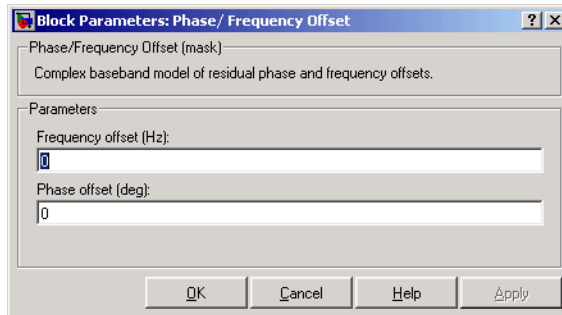 Block Parameters: Phase/ Frequency Offset
Phase/Frequency Offset (mask)
Complex baseband model of residual phase and frequency offsets.
Parameters
Frequency offset (Hz):
0
Phase offset (deg):
0
OK Cancel Help Apply